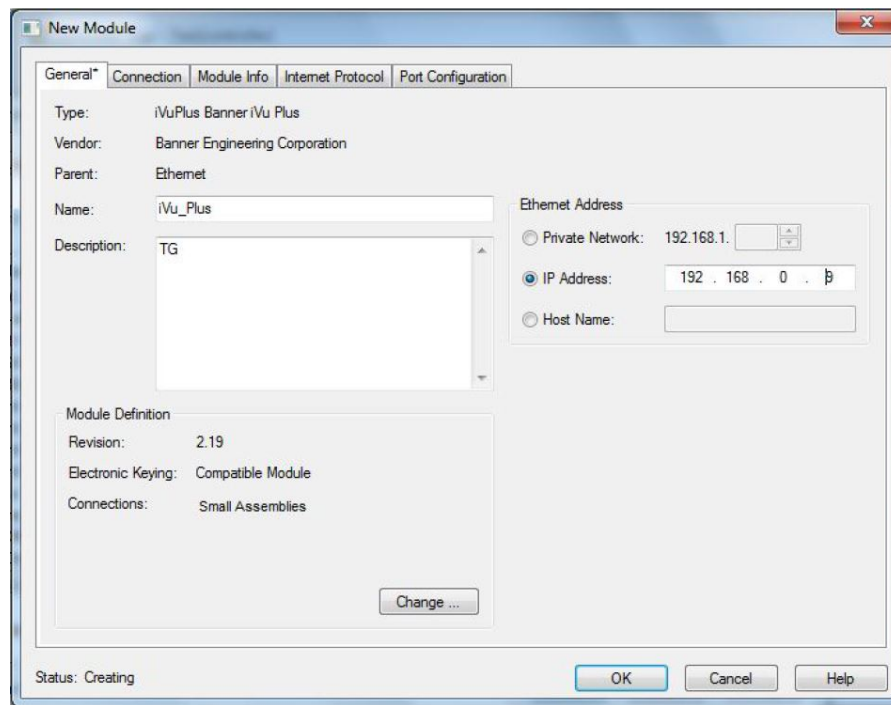 New Module
General* Connection Module Info Internet Protocol Port Configuration
Type: iVuPlus Banner iVu Plus
Vendor: Banner Engineering Corporation
Parent: Ethernet
Name: iVu_Plus
Description: TG
Ethernet Address
Private Network: 192.168.1.
IP Address: 192 . 168 . 0 . 9
Host Name:
Module Definition
Revision: 2.19
Electronic Keying: Compatible Module
Connections: Small Assemblies
Change ...
Status: Creating
OK Cancel Help